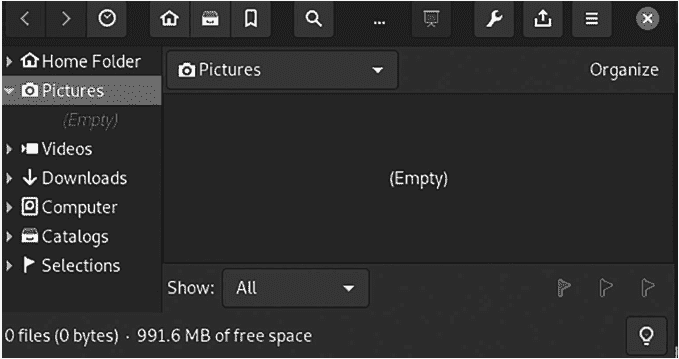 ...
Home Folder
Pictures
(Empty)
Videos
Downloads
Computer
Catalogs
Selections
Pictures
Organize
(Empty)
Show: All
0 files (0 bytes) · 991.6 MB of free space